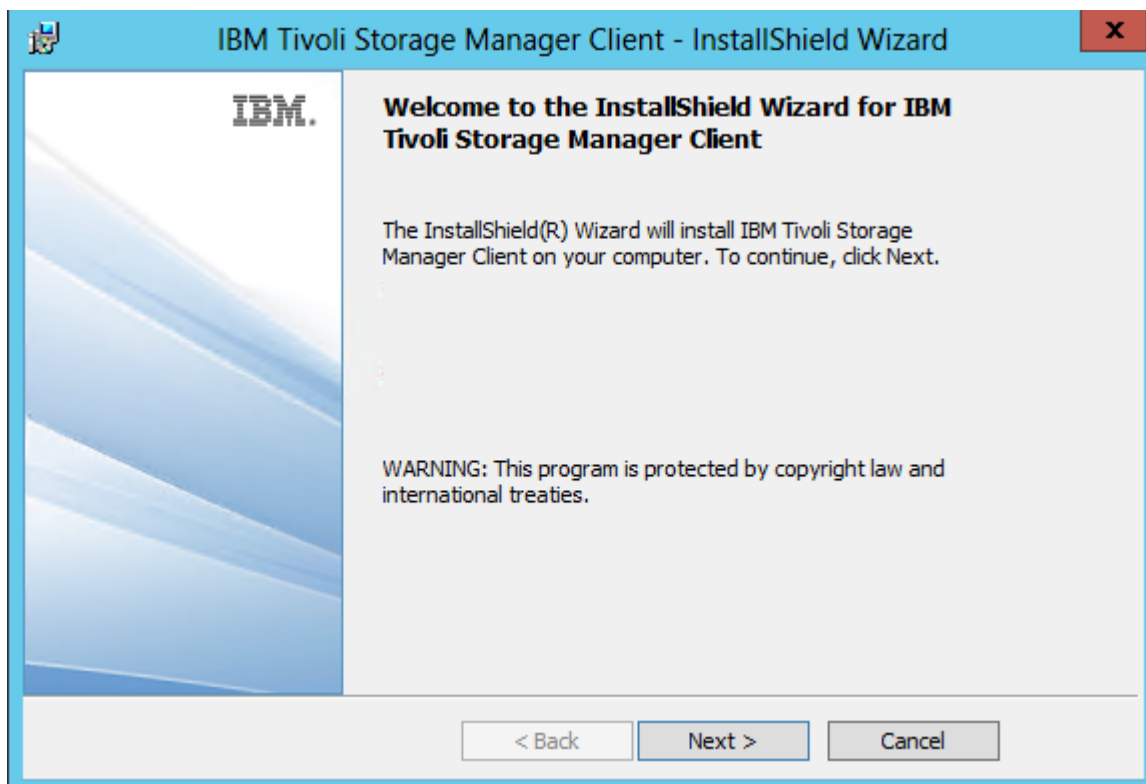 IBM Tivoli Storage Manager Client - InstallShield Wizard
x
IBM.
Welcome to the InstallShield Wizard for IBM
Tivoli Storage Manager Client
The InstallShield(R) Wizard will install IBM Tivoli Storage
Manager Client on your computer. To continue, click Next.
WARNING: This program is protected by copyright law and
international treaties.
< Back
Next >
Cancel